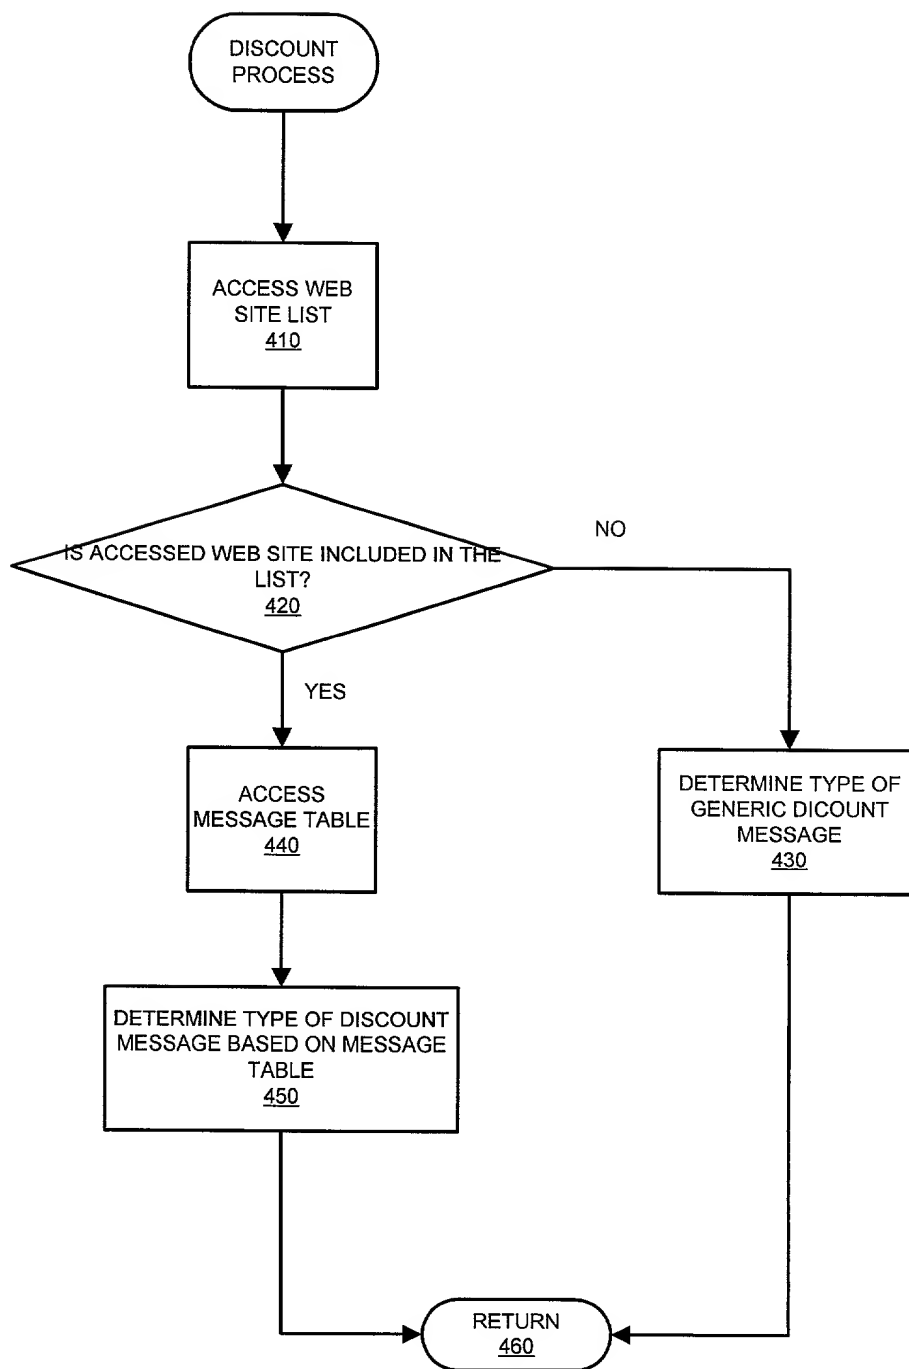 DISCOUNT
PROCESS
ACCESS WEB
SITE LIST
410
IS ACCESSED WEB SITE INCLUDED IN THE
LIST?
420
NO
YES
ACCESS
MESSAGE TABLE
440
DETERMINE TYPE OF
GENERIC DICOUNT
MESSAGE
430
DETERMINE TYPE OF DISCOUNT
MESSAGE BASED ON MESSAGE
TABLE
450
RETURN
460